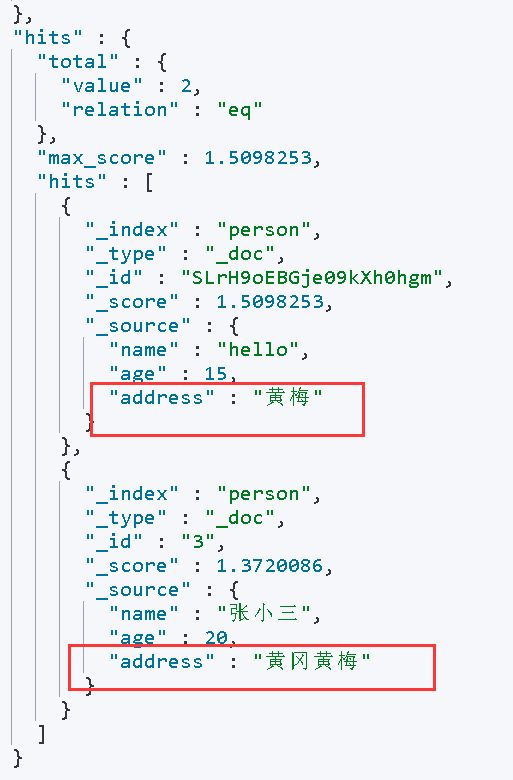 },
"hits" : {
"total" : {
"value" : 2,
"relation" : "eq"
},
"max_score" : 1.5098253,
"hits" : [
{
"_index" : "person",
"_type" : "_doc",
"_id" : "SLrH9oEBGje09kXh0hgm",
"_score" : 1.5098253,
"_source" : {
"name" : "hello",
"age" : 15,
"address" : "黄梅"
}
},
{
"_index" : "person",
"_type" : "_doc",
"_id" : "3",
"_score" : 1.3720086,
"_source" : {
"name" : "张小三",
"age" : 20,
"address" : "黄冈黄梅"
}
}
]
}